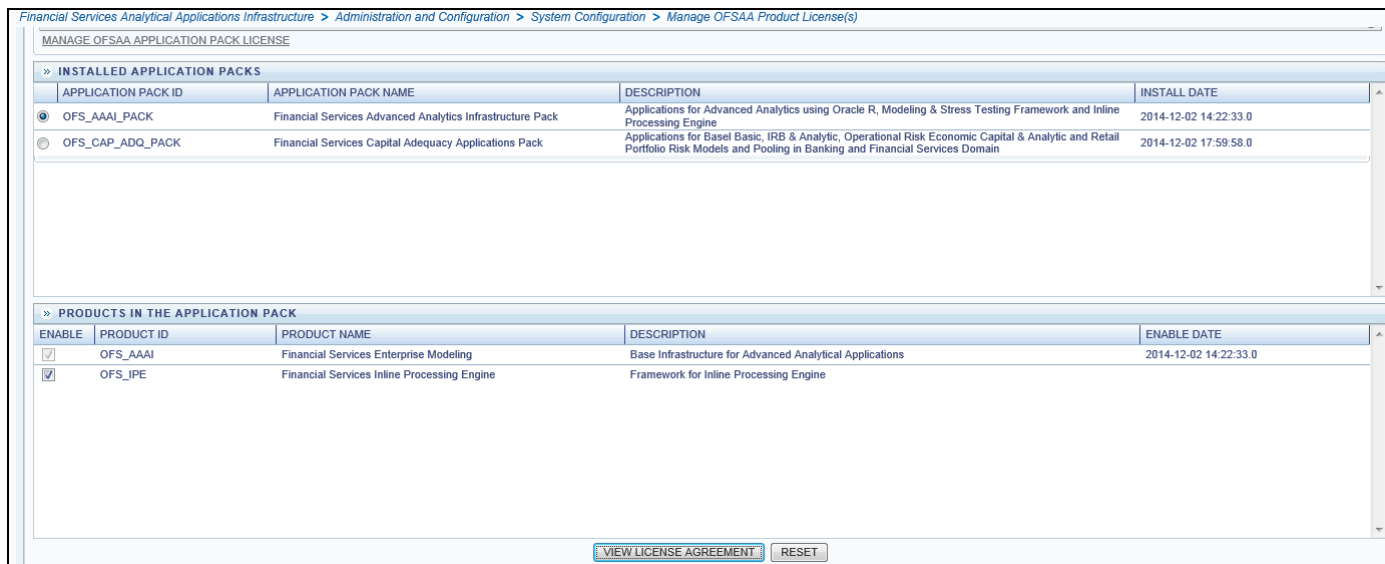 Financial Services Analytical Applications Infrastructure > Administration and Configuration > System Configuration > Manage OFSAA Product License(s)
MANAGE OFSAA APPLICATION PACK LICENSE
» INSTALLED APPLICATION PACKS
APPLICATION PACK ID APPLICATION PACK NAME DESCRIPTION INSTALL DATE
OFS_AAAI_PACK Financial Services Advanced Analytics Infrastructure Pack Applications for Advanced Analytics using Oracle R, Modeling & Stress Testing Framework and Inline
Processing Engine 2014-12-02 14:22:33.0
OFS_CAP_ADQ_PACK Financial Services Capital Adequacy Applications Pack Applications for Basel Basic, IRB & Analytic, Operational Risk Economic Capital & Analytic and Retail
Portfolio Risk Models and Pooling in Banking and Financial Services Domain 2014-12-02 17:59:58.0
» PRODUCTS IN THE APPLICATION PACK
ENABLE PRODUCT ID PRODUCT NAME DESCRIPTION ENABLE DATE
OFS_AAAI Financial Services Enterprise Modeling Base Infrastructure for Advanced Analytical Applications 2014-12-02 14:22:33.0
OFS_IPE Financial Services Inline Processing Engine Framework for Inline Processing Engine
VIEW LICENSE AGREEMENT RESET